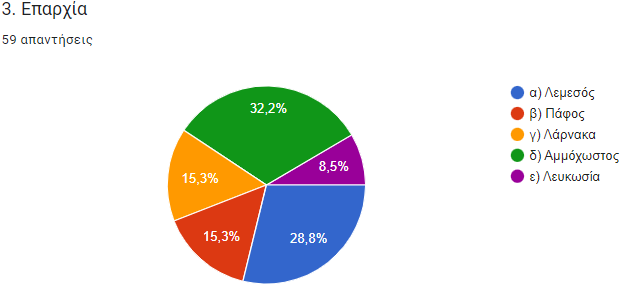 3. Επαρχία
59 απαντήσεις
32,2%
8,5%
15,3%
15,3%
28,8%
α) Λεμεσός
β) Πάφος
γ) Λάρνακα
δ) Αμμόχωστος
ε) Λευκωσία